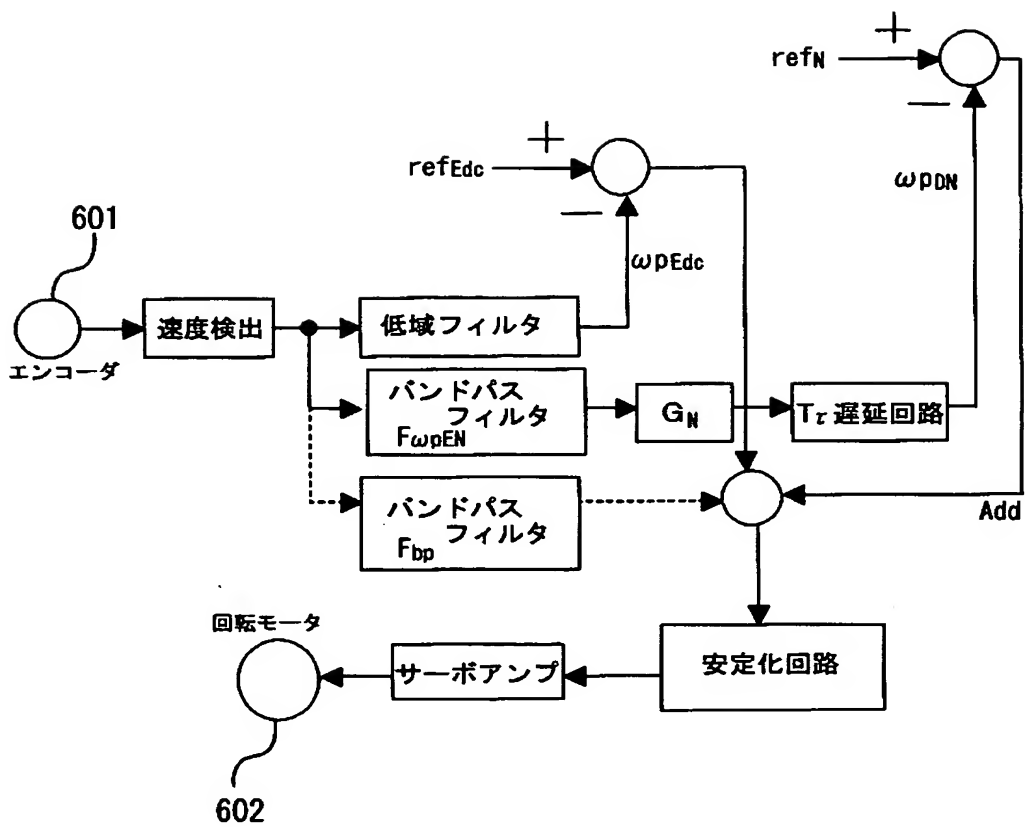 refN
+
—
refEdc
+
—
ωpDN
601
ωpEdc
エンコーダ
速度検出
低域フィルタ
バンドパス
フィルタ
FωpEN
GN
Tτ 遅延回路
バンドパス
フィルタ
Fbp
Add
回転モータ
サーボアンプ
安定化回路
602